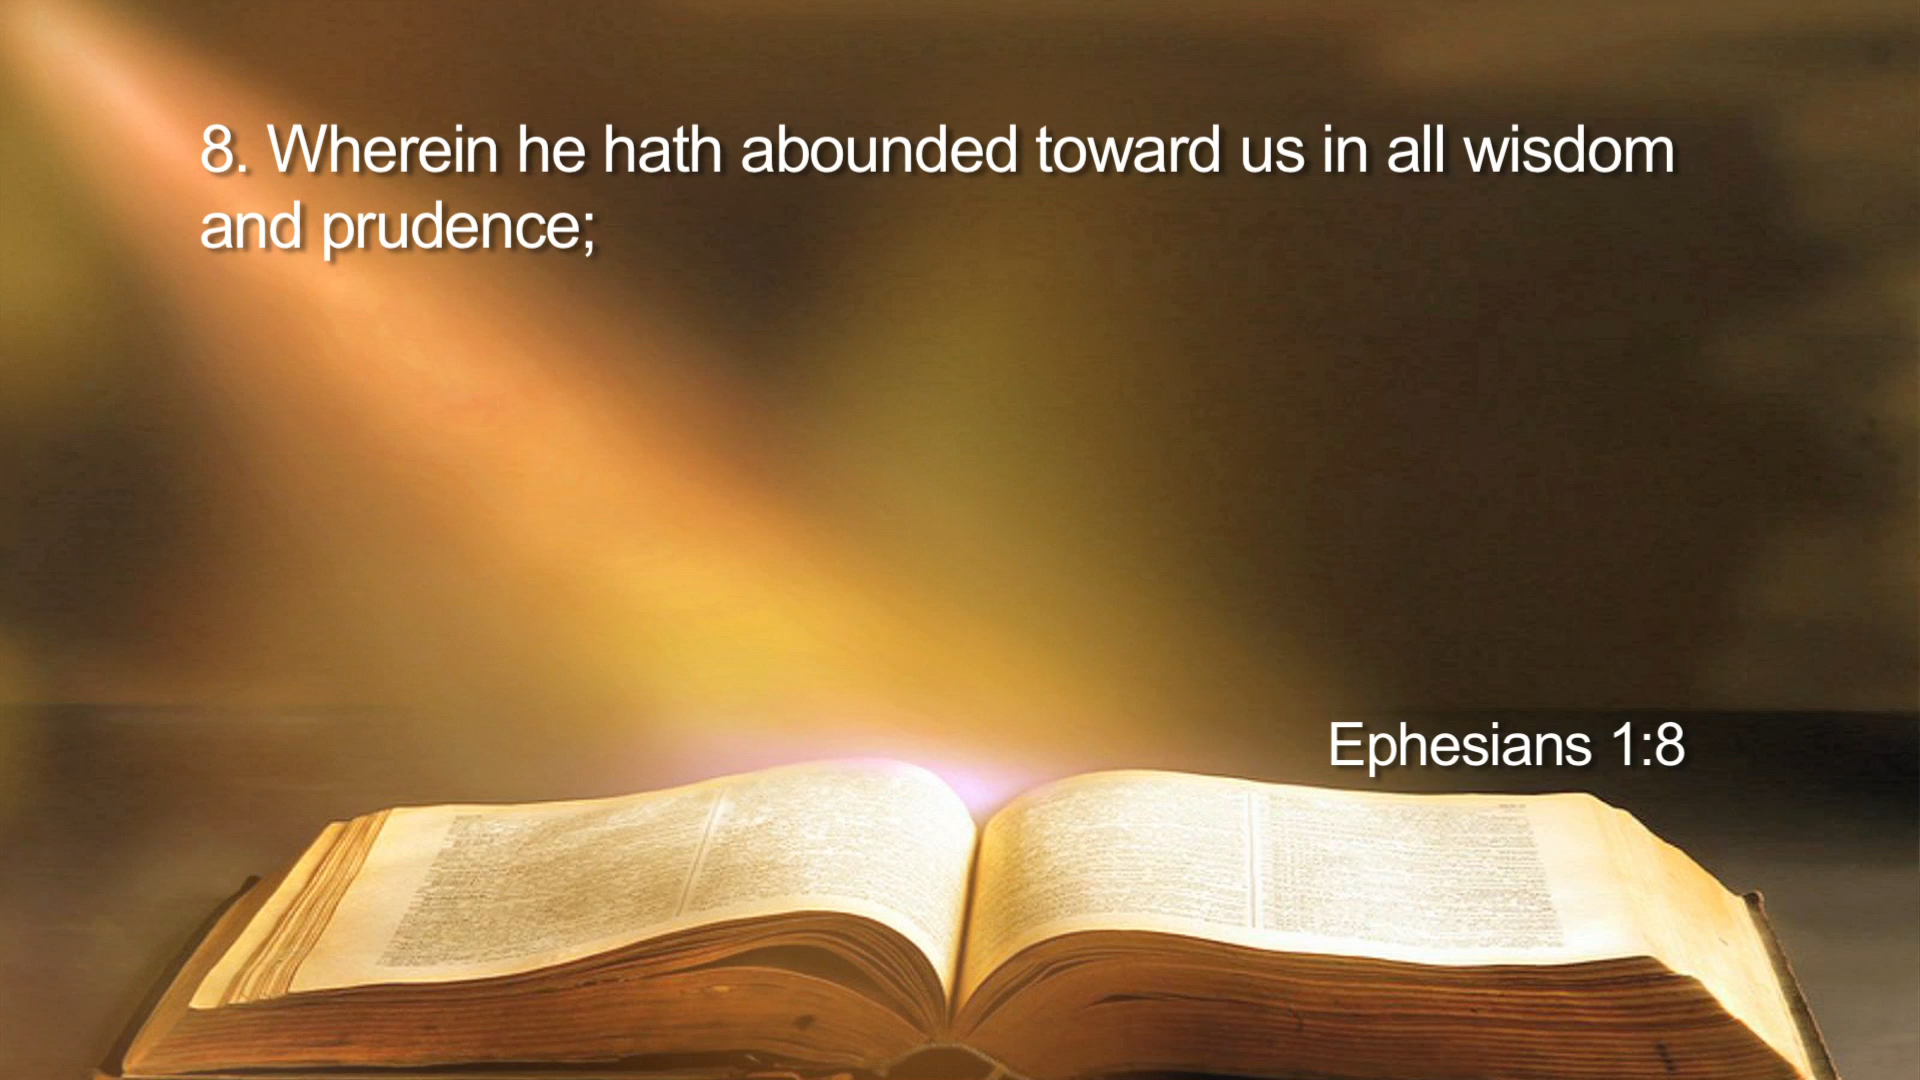 8. Wherein he hath abounded toward us in all wisdom
and prudence;
Ephesians 1:8